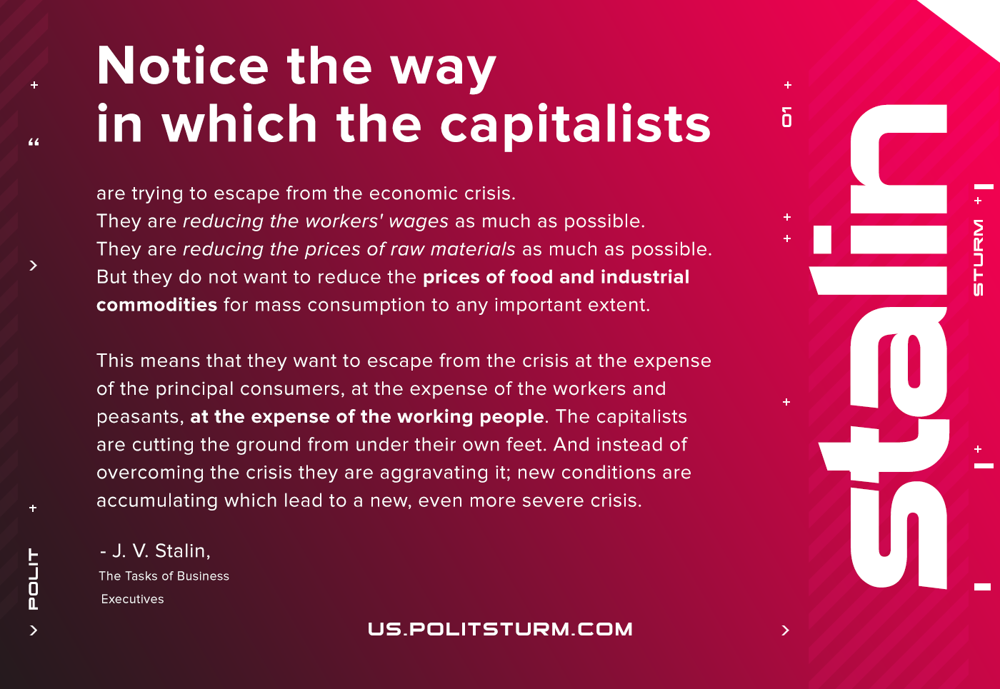 Notice the way
in which the capitalists
are trying to escape from the economic crisis.
They are reducing the workers' wages as much as possible.
They are reducing the prices of raw materials as much as possible.
But they do not want to reduce the prices of food and industrial
commodities for mass consumption to any important extent.
This means that they want to escape from the crisis at the expense
of the principal consumers, at the expense of the workers and
peasants, at the expense of the working people. The capitalists
are cutting the ground from under their own feet. And instead of
overcoming the crisis they are aggravating it; new conditions are
accumulating which lead to a new, even more severe crisis.
- J. V. Stalin,
The Tasks of Business
Executives
US.POLITSTURM.COM
“
POLIT
01
stalin
STURM